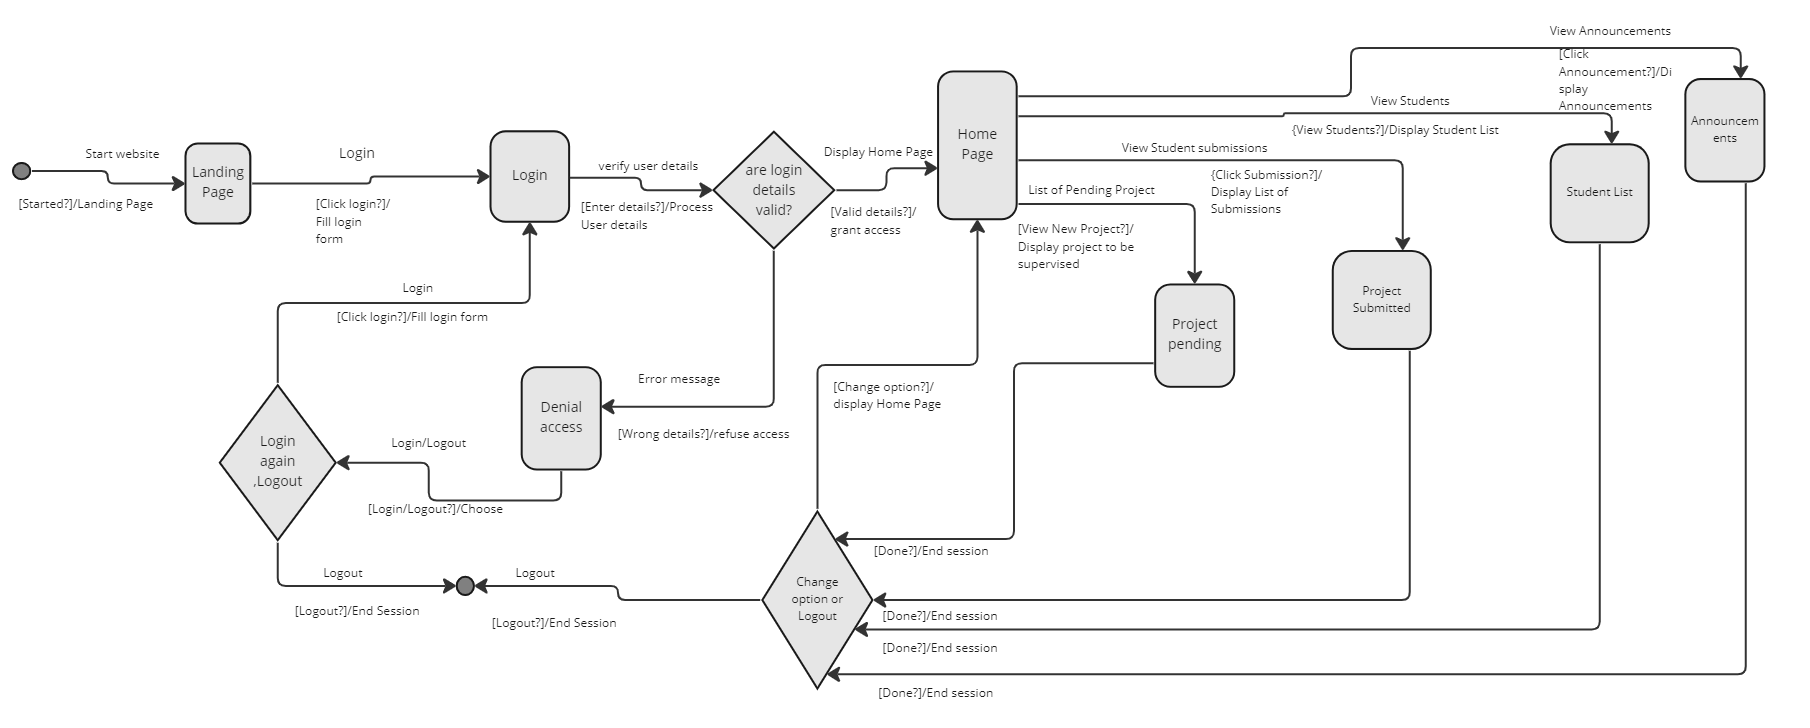 View Announcements
[Click
Announcement?]/Di
splay
Announcements
Announcem
ents
View Students
{View Students?]/Display Student List
Student List
View Student submissions
{Click Submission?]/
Display List of
Submissions
Project
Submitted
Home
Page
List of Pending Project
[View New Project?]/
Display project to be
supervised
Project
pending
Start website
[Started?]/Landing Page
Landing
Page
Login
[Click login?]/
Fill login
form
Login
verify user details
[Enter details?]/Process
User details
are login
details
valid?
Display Home Page
[Valid details?]/
grant access
Login
[Click login?]/Fill login form
Error message
[Wrong details?]/refuse access
Denial
access
Login/Logout
[Login/Logout?]/Choose
Login
again
,Logout
[Change option?]/
display Home Page
[Done?]/End session
Change
option or
Logout
[Done?]/End session
[Done?]/End session
[Done?]/End session
Logout
[Logout?]/End Session
Logout
[Logout?]/End Session